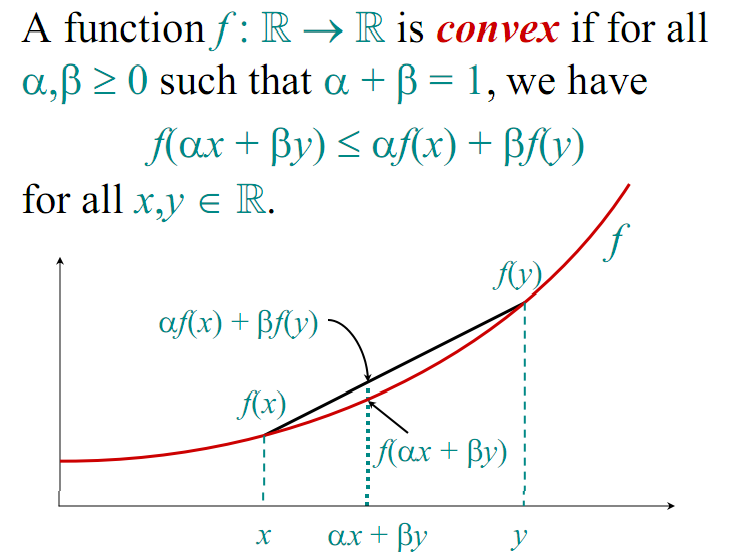 A function f : ℝ → ℝ is convex if for all
α,β ≥ 0 such that α + β = 1, we have
f(αx + βy) ≤ αf(x) + βf(y)
for all x,y ∈ ℝ.
f
f(y)
αf(x) + βf(y)
f(x)
f(αx + βy)
x
αx + βy
y